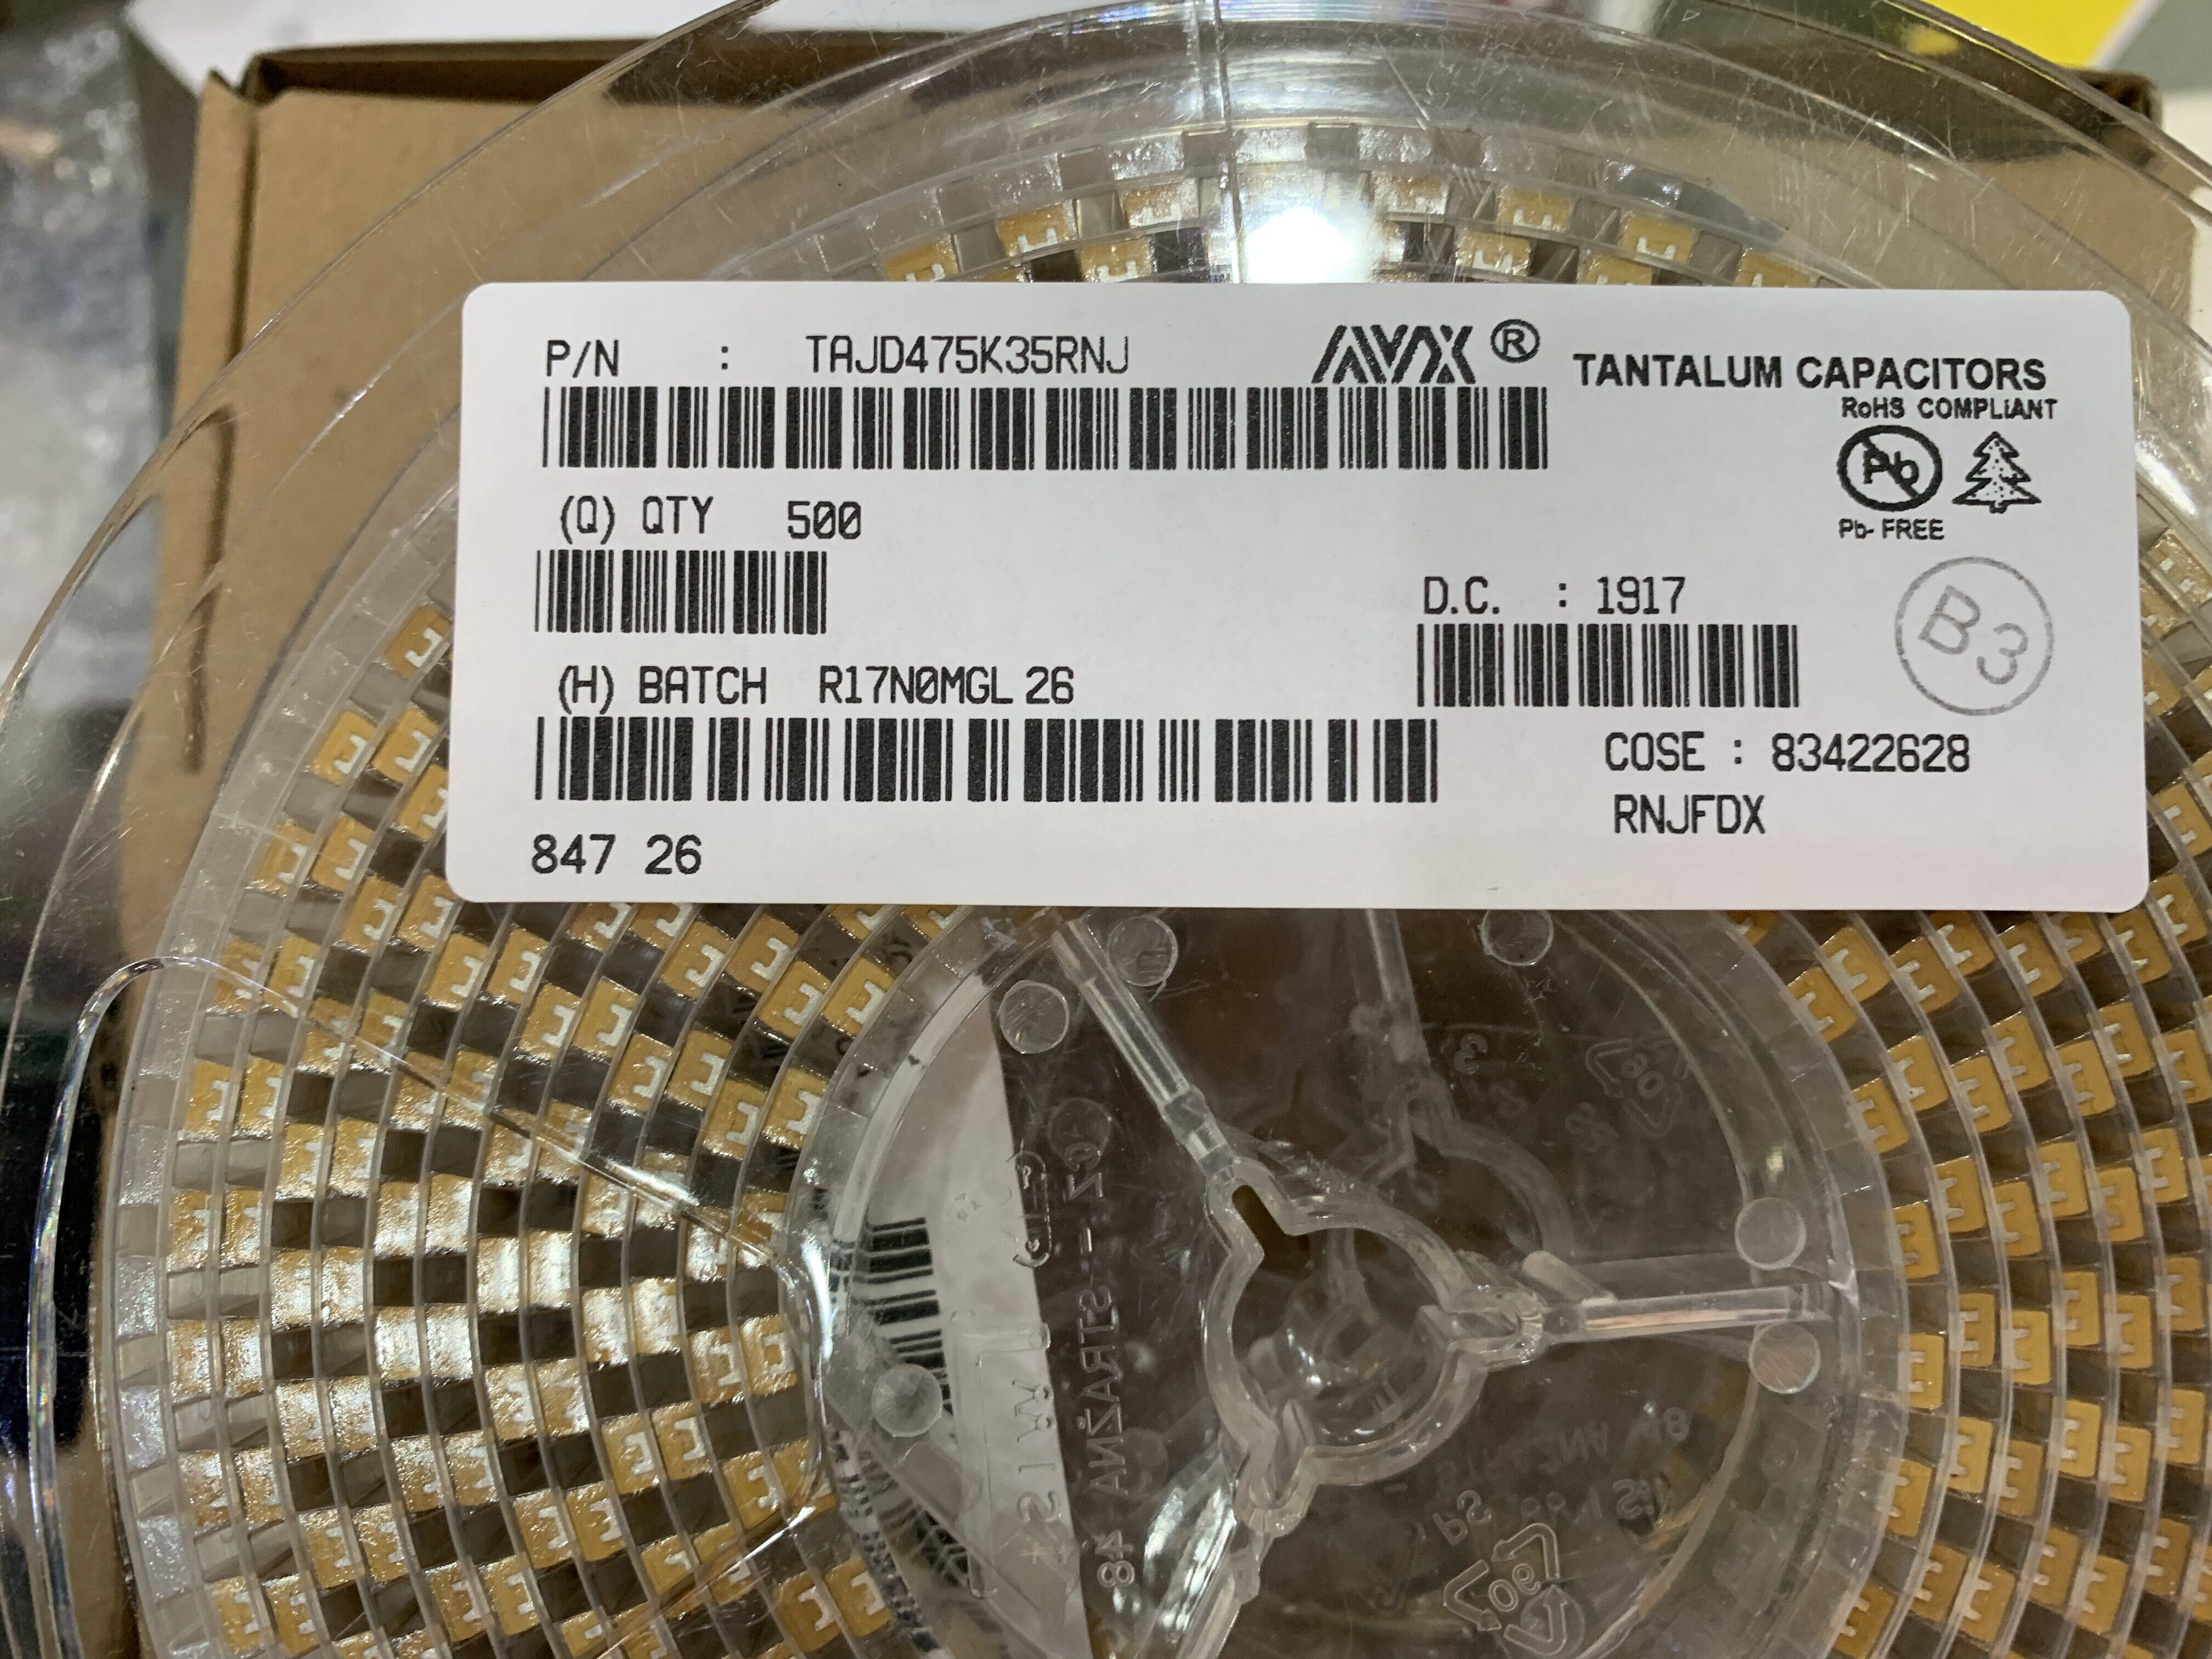 P/N : TAJD475K35RNJ
AVX ® TANTALUM CAPACITORS
RoHS COMPLiANT
Pb
Pb- FREE
(Q) QTY 500
D.C. : 1917
B3
(H) BATCH R17N0MGL 26
COSE : 83422628
RNJFDX
847 26